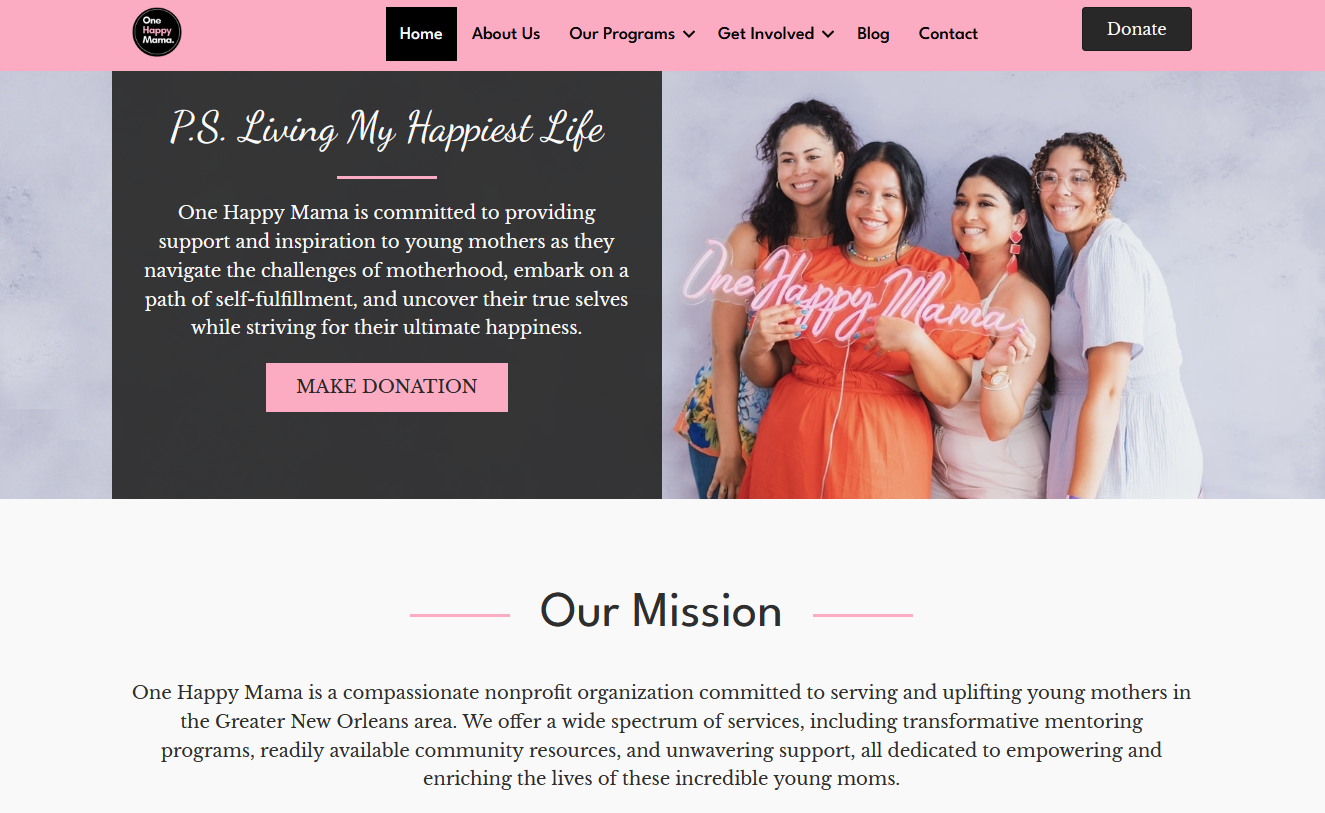 One
Happy
Mama.
Home
About Us
Our Programs
Get Involved
Blog
Contact
Donate
P.S. Living My Happiest Life
One Happy Mama is committed to providing
support and inspiration to young mothers as they
navigate the challenges of motherhood, embark on a
path of self-fulfillment, and uncover their true selves
while striving for their ultimate happiness.
MAKE DONATION
One Happy Mama
Our Mission
One Happy Mama is a compassionate nonprofit organization committed to serving and uplifting young mothers in
the Greater New Orleans area. We offer a wide spectrum of services, including transformative mentoring
programs, readily available community resources, and unwavering support, all dedicated to empowering and
enriching the lives of these incredible young moms.